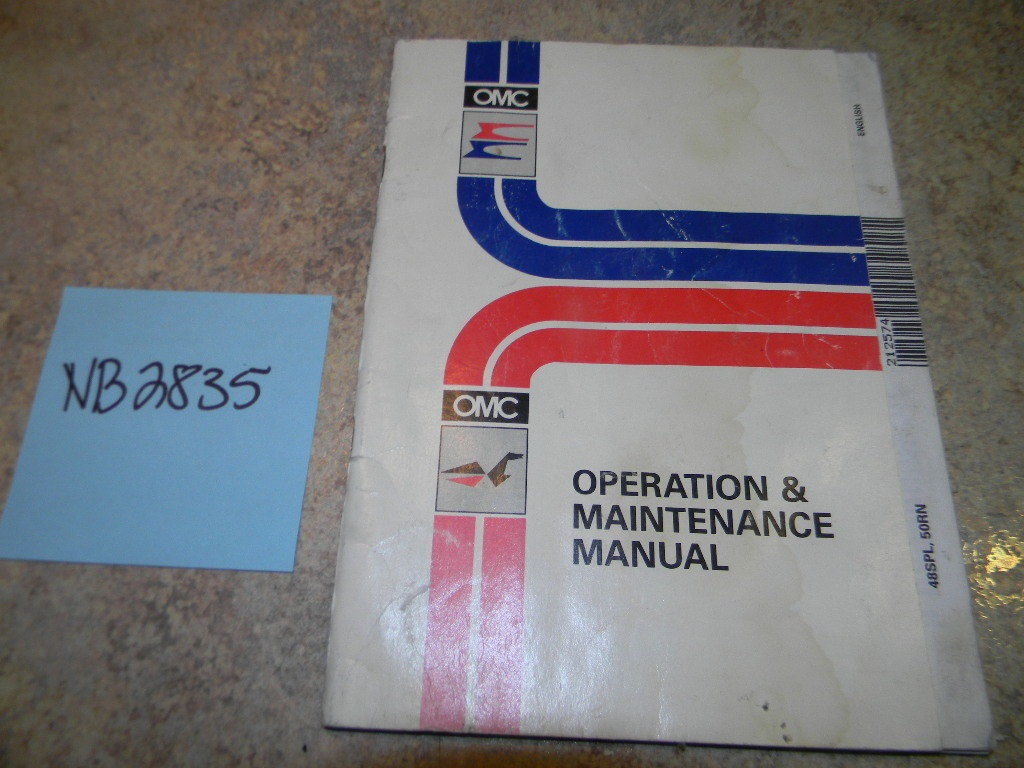 NB2835
OMC
ENGLISH
212574
OMC
OPERATION &
MAINTENANCE
MANUAL
48SPL, 50RN